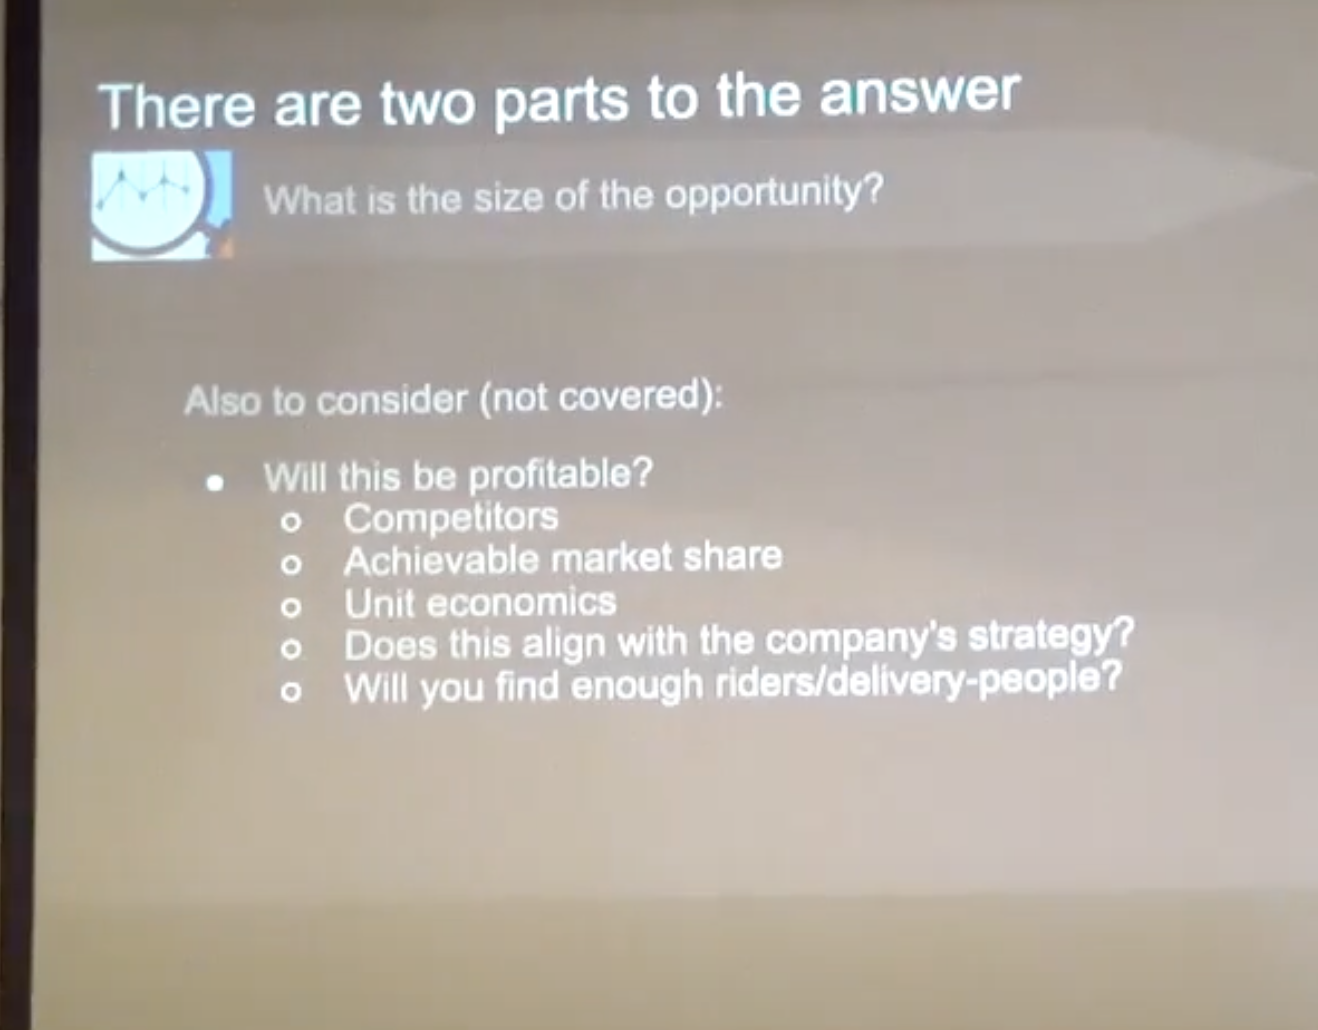 There are two parts to the answer
What is the size of the opportunity?
Also to consider (not covered):
● Will this be profitable?
○ Competitors
○ Achievable market share
○ Unit economics
○ Does this align with the company's strategy?
○ Will you find enough riders/delivery-people?